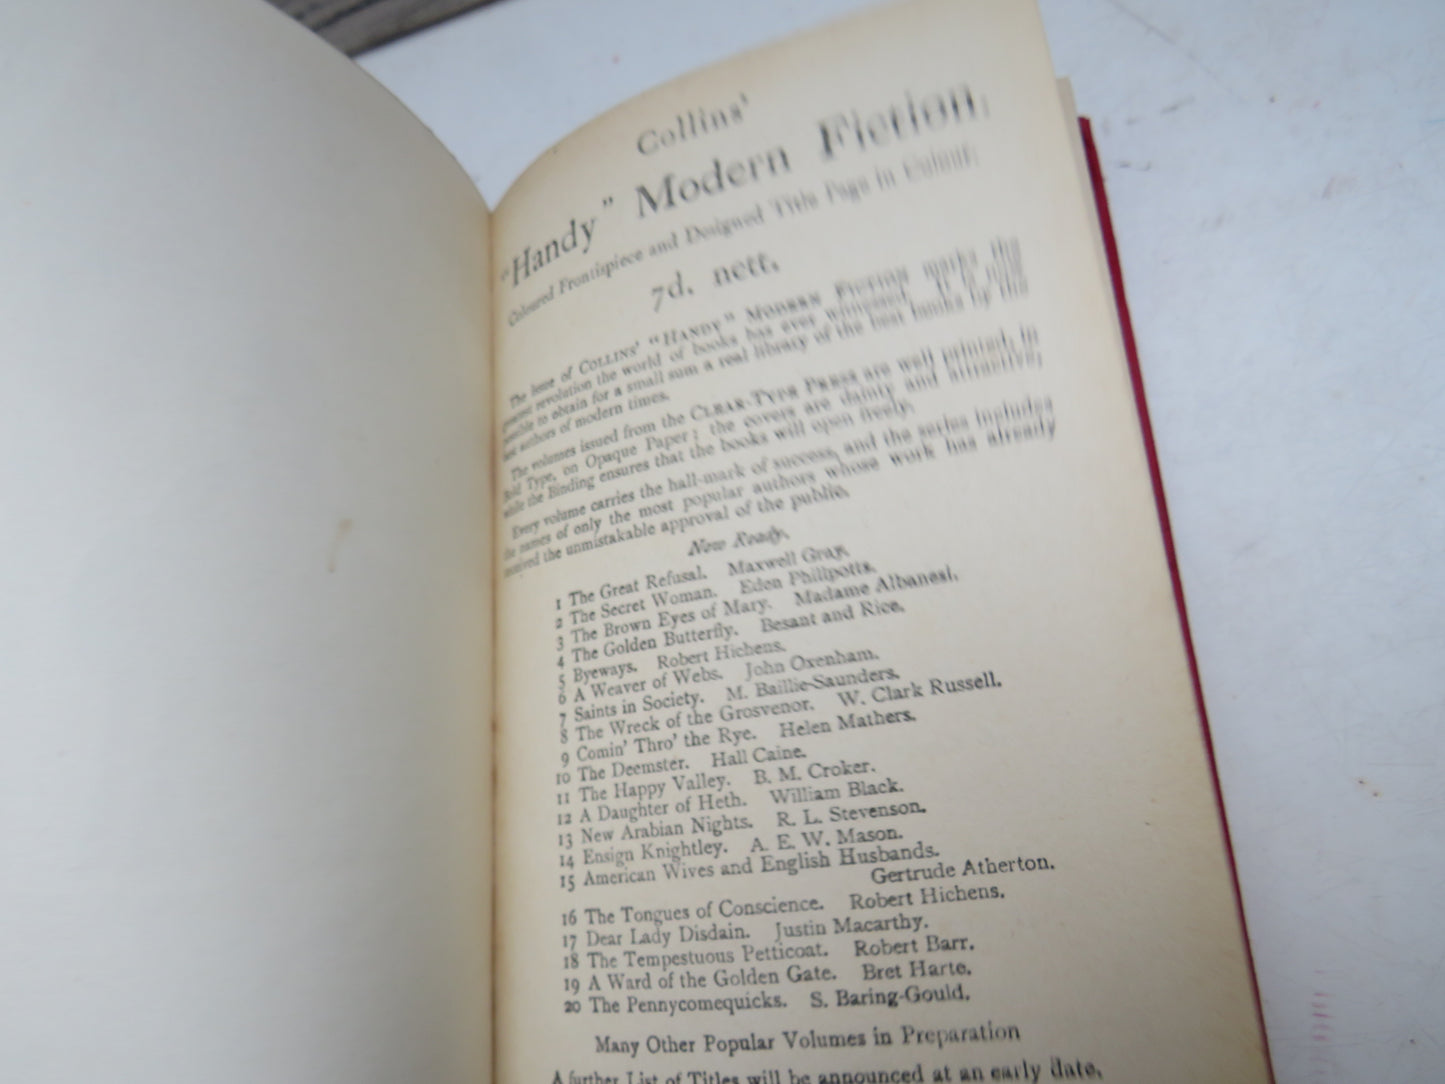 Collins'
"Handy" Modern Fiction.
Coloured Frontispiece and Designed Title Page in Colour.
7d. nett.
The issue of COLLINS' "HANDY" MODERN FICTION marks the
greatest revolution the world of books has ever witnessed. It is now
possible to obtain for a small sum a real library of the best books by the
best authors of modern times.
The volumes issued from the CLEAR-TYPE PRESS are well printed, in
Bold Type, on Opaque Paper; the covers are dainty and attractive,
while the Binding ensures that the books will open freely.
Every volume carries the hall-mark of success, and the series includes
the names of only the most popular authors whose work has already
received the unmistakable approval of the public.
Now Ready.
1 The Great Refusal. Maxwell Gray.
2 The Secret Woman. Eden Phillpotts.
3 The Brown Eyes of Mary. Madame Albanesi.
4 The Golden Butterfly. Besant and Rice.
5 Byeways. Robert Hichens.
6 A Weaver of Webs. John Oxenham.
7 Saints in Society. M. Baillie-Saunders.
8 The Wreck of the Grosvenor. W. Clark Russell.
9 Comin' Thro' the Rye. Helen Mathers.
10 The Deemster. Hall Caine.
11 The Happy Valley. B. M. Croker.
12 A Daughter of Heth. William Black.
13 New Arabian Nights. R. L. Stevenson.
14 Ensign Knightley. A. E. W. Mason.
15 American Wives and English Husbands.
Gertrude Atherton.
16 The Tongues of Conscience. Robert Hichens.
17 Dear Lady Disdain. Justin Macarthy.
18 The Tempestuous Petticoat. Robert Barr.
19 A Ward of the Golden Gate. Bret Harte.
20 The Pennycomequicks. S. Baring-Gould.
Many Other Popular Volumes in Preparation
A further List of Titles will be announced at an early date.